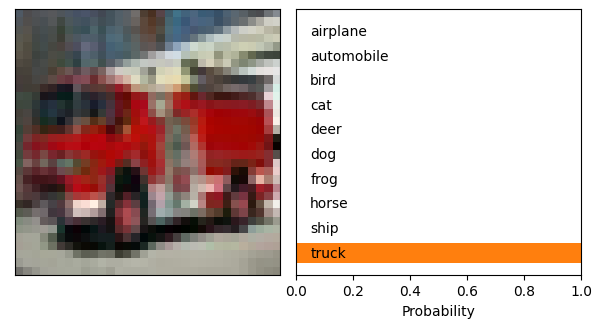 airplane
automobile
bird
cat
deer
dog
frog
horse
ship
truck
0.0 0.2 0.4 0.6 0.8 1.0
Probability